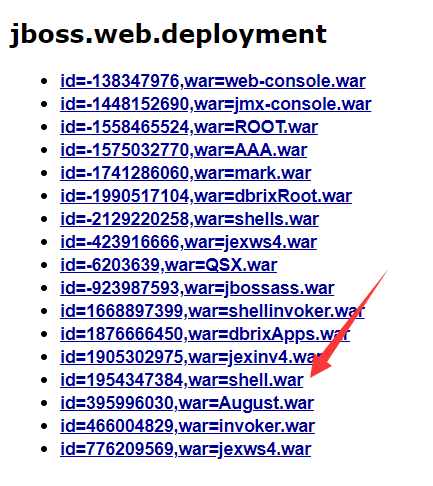 jboss.web.deployment
id=-138347976,war=web-console.war
id=-1448152690,war=jmx-console.war
id=-1558465524,war=ROOT.war
id=-1575032770,war=AAA.war
id=-1741286060,war=mark.war
id=-1990517104,war=dbrixRoot.war
id=-2129220258,war=shells.war
id=-423916666,war=jexws4.war
id=-6203639,war=QSX.war
id=-923987593,war=jbossass.war
id=1668897399,war=shellinvoker.war
id=1876666450,war=dbrixApps.war
id=1905302975,war=jexinv4.war
id=1954347384,war=shell.war
id=395996030,war=August.war
id=466004829,war=invoker.war
id=776209569,war=jexws4.war